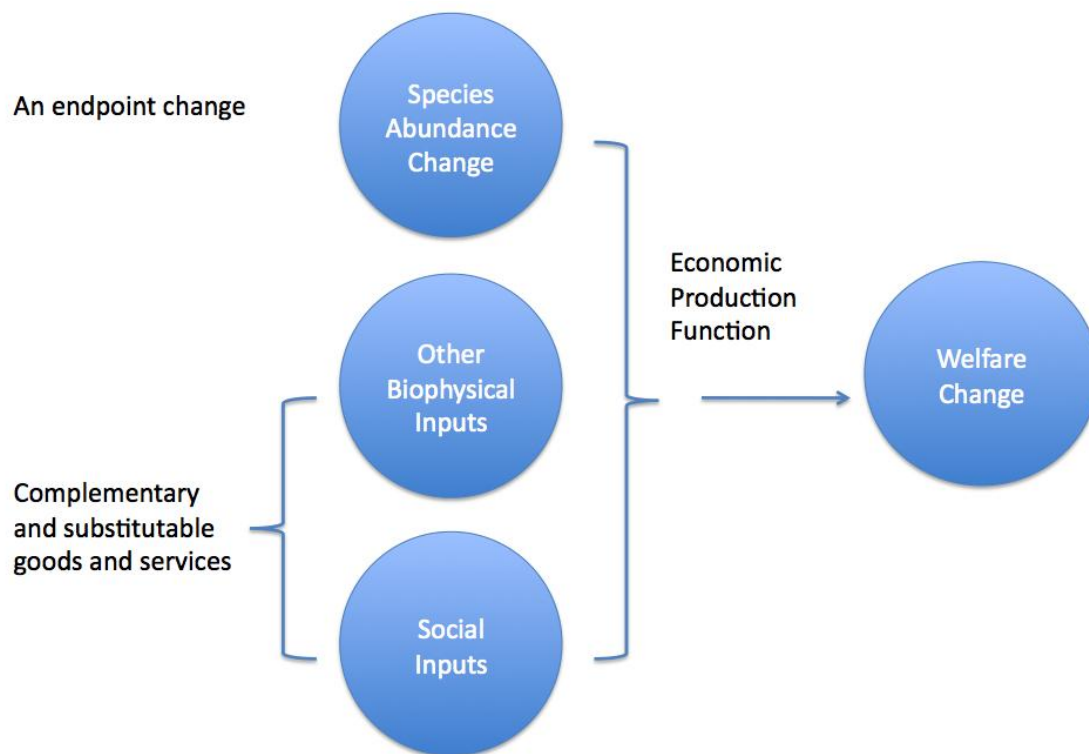 An endpoint change
Species
Abundance
Change
Economic
Production
Function
Other
Biophysical
Inputs
Welfare
Change
Complementary
and substitutable
goods and services
Social
Inputs